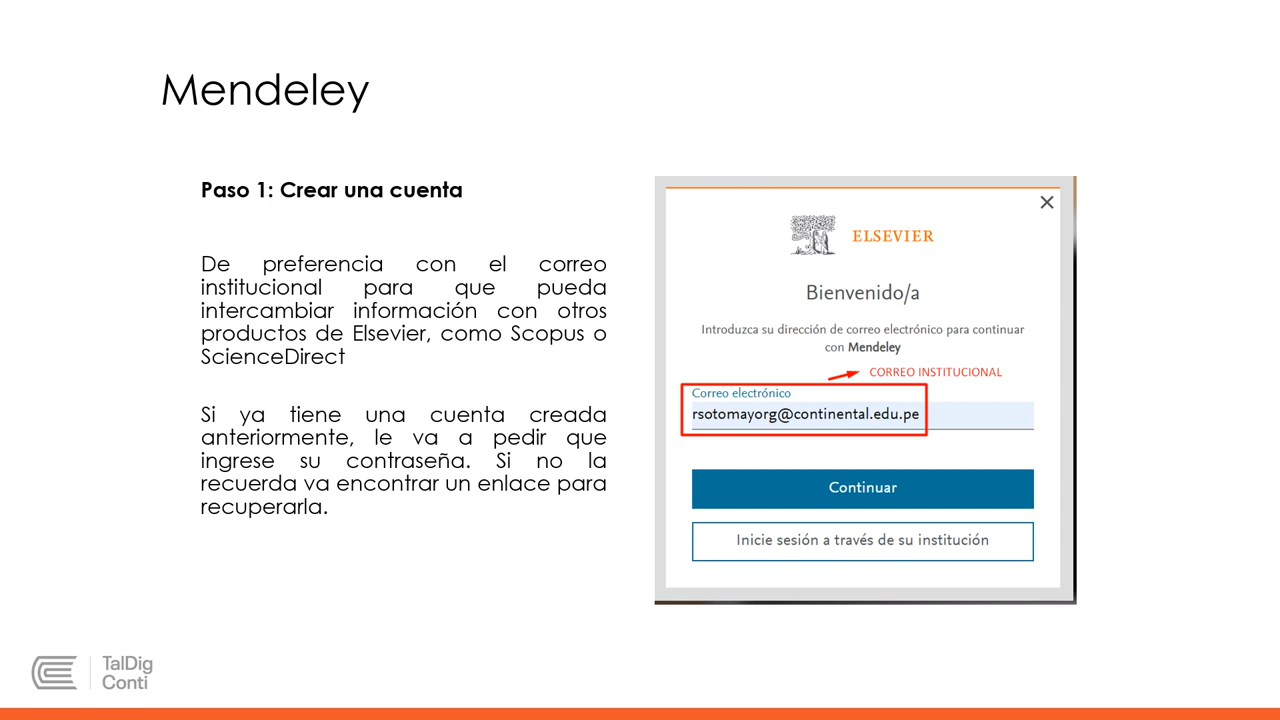 Mendeley
Paso 1: Crear una cuenta
De preferencia con el correo
institucional para que pueda
intercambiar información con otros
productos de Elsevier, como Scopus o
ScienceDirect
Si ya tiene una cuenta creada
anteriormente, le va a pedir que
ingrese su contraseña. Si no la
recuerda va encontrar un enlace para
recuperarla.
ELSEVIER
Bienvenido/a
Introduzca su dirección de correo electrónico para continuar
con Mendeley
CORREO INSTITUCIONAL
Correo electrónico
rsotomayorg@continental.edu.pe
Continuar
Inicie sesión a través de su institución
TalDig
Conti